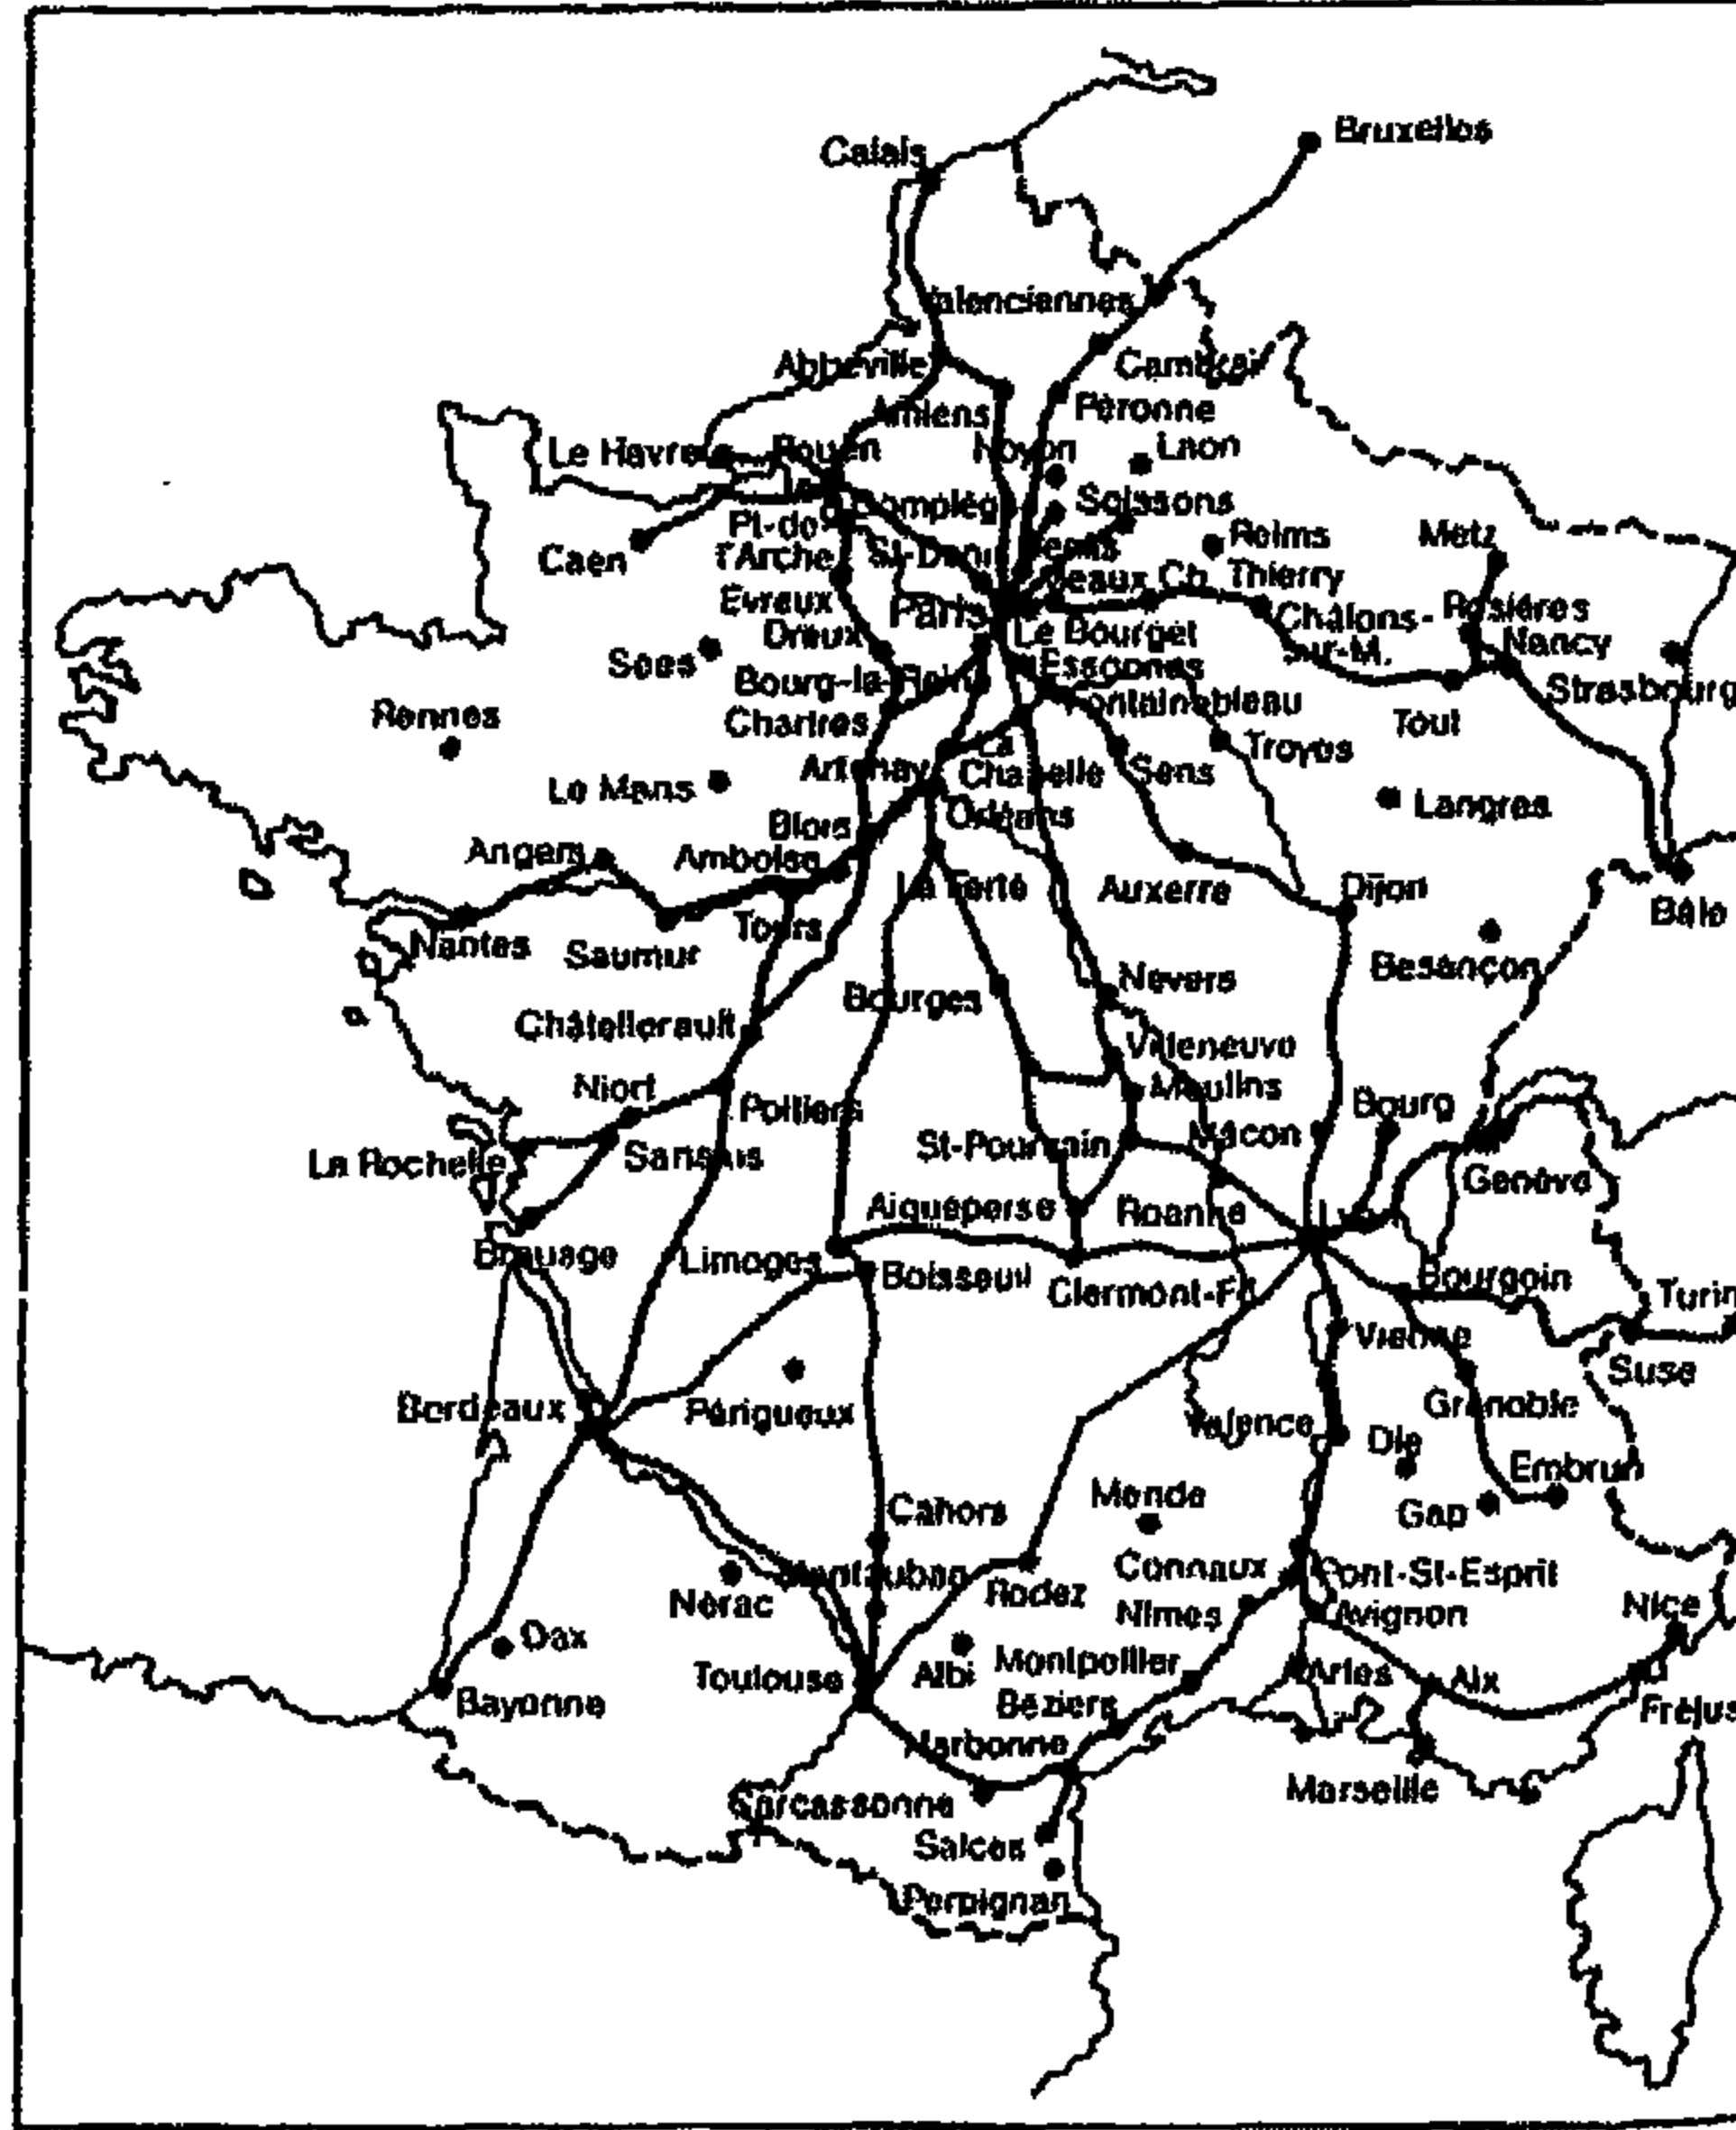 Bruxelles
Calais
Valenciennes
Abbeville
Cambrai
Amiens
Péronne
Le Havre
Rouen
Noyon
Laon
Compièg
Soissons
Pt-de
l'Arche
Caen
St-Denis
Senlis
Reims
Metz
Meaux
Ch. Thierry
Evreux
Paris
Châlons-
sur-M.
Rosières
Dreux
Le Bourget
Nancy
Sees
Essonnes
Bourg-la-Reine
Strasbourg
Fontainebleau
Rennes
Chartres
Toul
Troyes
Artenay
La
Chapelle
Sens
Le Mans
Langres
Orléans
Blois
Angers
Amboise
La Ferté
Auxerre
Dijon
Bâle
Tours
Nantes
Saumur
Besançon
Nevers
Bourges
Châtellerault
Villeneuve
Moulins
Niort
Poitiers
Bourg
St-Pourçain
Mâcon
La Rochelle
Sansais
Genève
Aigueperse
Roanne
Lyon
Brouage
Limoges
Boisseuil
Clermont-Fd
Bourgoin
Turin
Vienne
Suse
Bordeaux
Périgueux
Grenoble
Valence
Die
Embrun
Mende
Cahors
Gap
Montauban
Connaux
Pont-St-Esprit
Nérac
Rodez
Nîmes
Avignon
Nice
Dax
Toulouse
Albi
Montpellier
Arles
Aix
Bayonne
Béziers
Fréjus
Narbonne
Carcassonne
Marseille
Salces
Perpignan